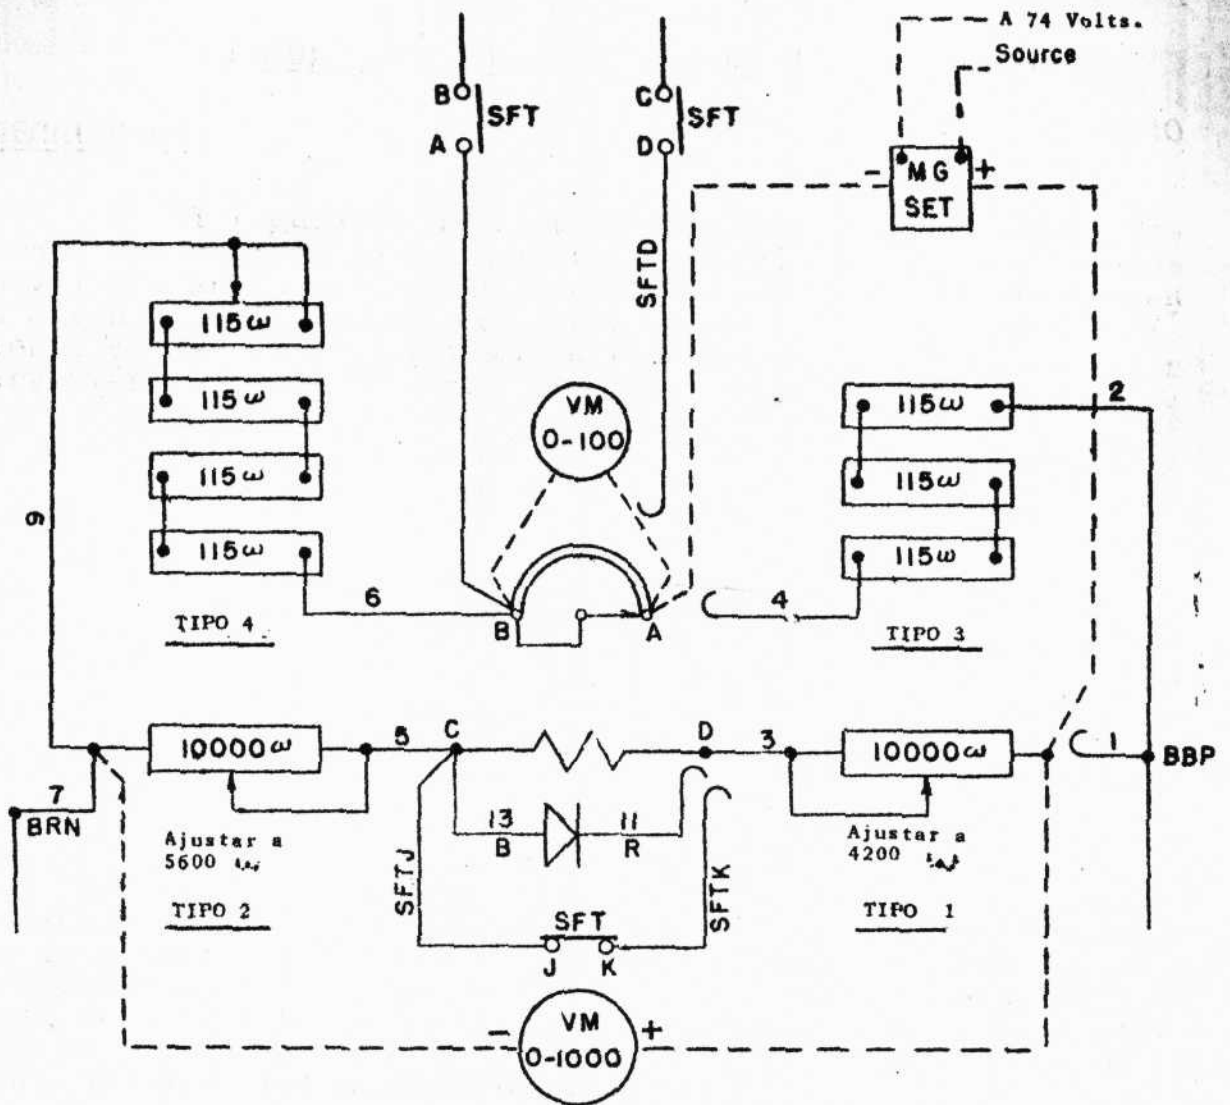 A 74 Volts.
Source
B
SFT
A
C
SFT
D
- MG +
SET
SFTD
115ω
115ω
115ω
115ω
TIPO 4
VM
0-100
2
115ω
115ω
115ω
TIPO 3
9
6
B
A
4
10000ω
5
C
D
3
10000ω
1
BBP
7
BRN
Ajustar a
5600
TIPO 2
13
B
11
R
SFTJ
SFTK
SFT
J
K
Ajustar a
4200
TIPO 1
- VM +
0-1000